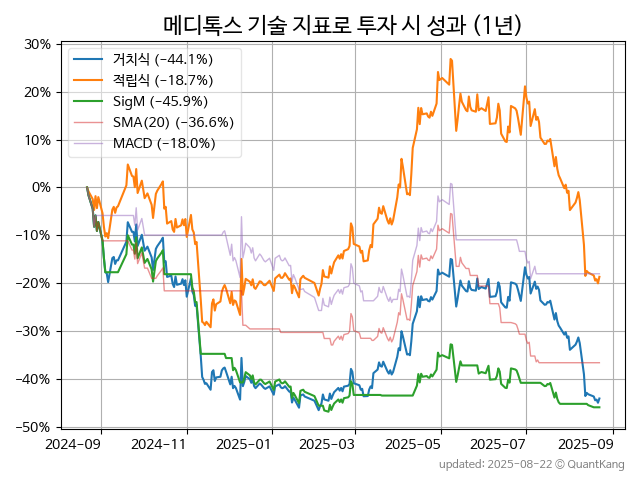 메디톡스 기술 지표로 투자 시 성과 (1년)
30%
20%
10%
0%
−10%
−20%
−30%
−40%
−50%
거치식 (−44.1%)
적립식 (−18.7%)
SigM (−45.9%)
SMA(20) (−36.6%)
MACD (−18.0%)
2024-09 2024-11 2025-01 2025-03 2025-05 2025-07 2025-09
updated: 2025-08-22 © QuantKang